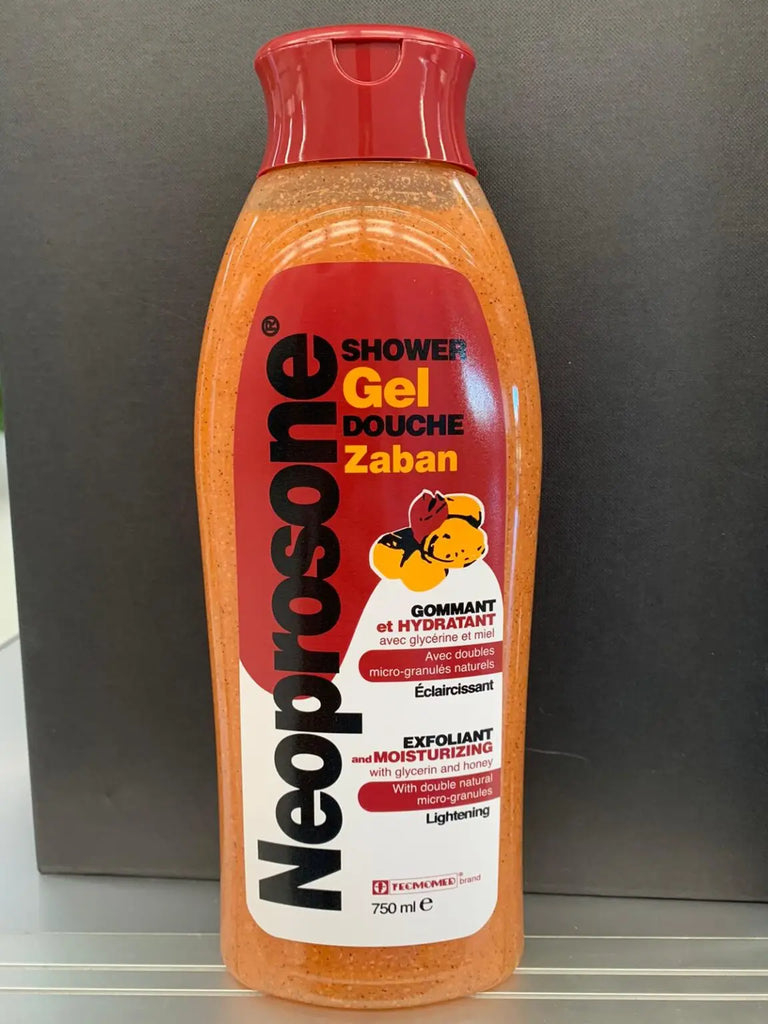 Neoprosone®
SHOWER
Gel
DOUCHE
Zaban
GOMMANT
et HYDRATANT
avec glycérine et miel
Avec doubles
micro-granulés naturels
Éclaircissant
EXFOLIANT
and MOISTURIZING
with glycerin and honey
With double natural
micro-granules
Lightening
TECMOMED® brand
750 ml e